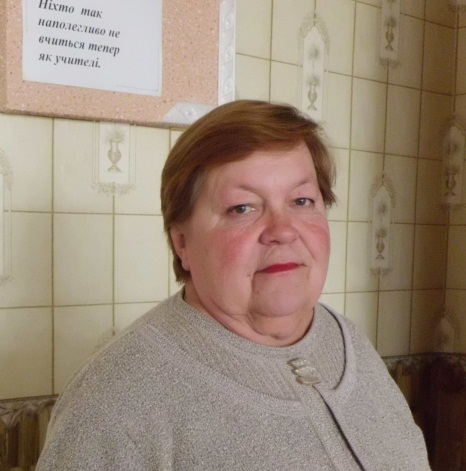 Ніхто так
наполегливо не
вчиться тепер
як учителі.